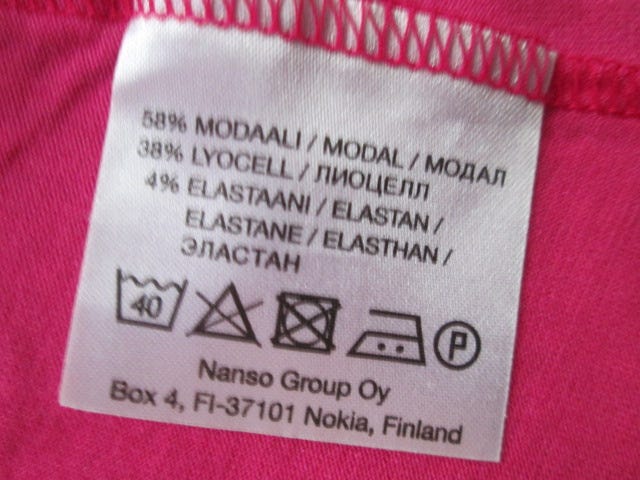 58% MODAALI / MODAL / МОДАЛ
38% LYOCELL / ЛИОЦЕЛЛ
4% ELASTAANI / ELASTAN /
ELASTANE / ELASTHAN /
ЭЛАСТАН
40 P
Nanso Group Oy
Box 4, FI-37101 Nokia, Finland